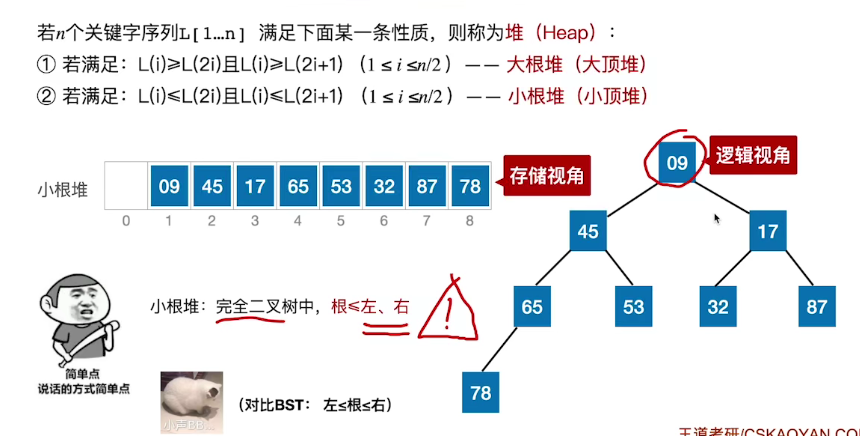 若n个关键字序列L[1…n] 满足下面某一条性质，则称为堆（Heap）：
① 若满足：L(i)≥L(2i)且L(i)≥L(2i+1)（1 ≤ i ≤n/2 ）—— 大根堆（大顶堆）
② 若满足：L(i)≤L(2i)且L(i)≤L(2i+1)（1 ≤ i ≤n/2 ）—— 小根堆（小顶堆）
小根堆
09 45 17 65 53 32 87 78
0 1 2 3 4 5 6 7 8
存储视角
09
逻辑视角
45 17
65 53 32 87
78
小根堆：完全二叉树中，根≤左、右
!
简单点
说话的方式简单点
小声BB...
（对比BST： 左≤根≤右）
王道考研/CSKAOYAN.CO